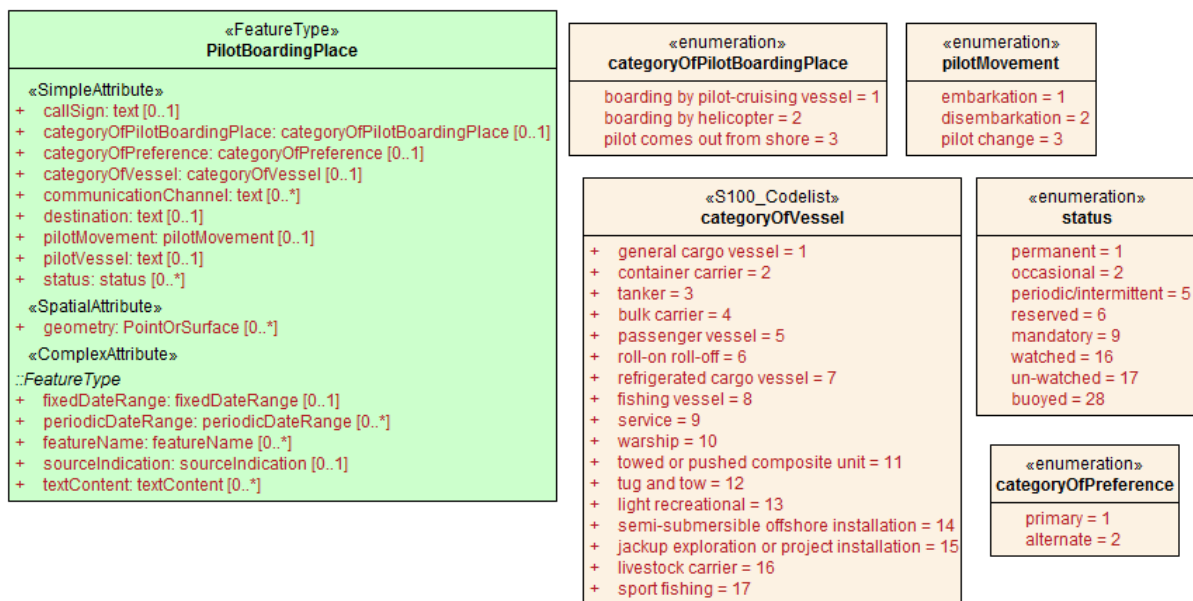 «FeatureType»
PilotBoardingPlace
«SimpleAttribute»
+ callSign: text [0..1]
+ categoryOfPilotBoardingPlace: categoryOfPilotBoardingPlace [0..1]
+ categoryOfPreference: categoryOfPreference [0..1]
+ categoryOfVessel: categoryOfVessel [0..1]
+ communicationChannel: text [0..*]
+ destination: text [0..1]
+ pilotMovement: pilotMovement [0..1]
+ pilotVessel: text [0..1]
+ status: status [0..*]
«SpatialAttribute»
+ geometry: PointOrSurface [0..*]
«ComplexAttribute»
::FeatureType
+ fixedDateRange: fixedDateRange [0..1]
+ periodicDateRange: periodicDateRange [0..*]
+ featureName: featureName [0..*]
+ sourceIndication: sourceIndication [0..1]
+ textContent: textContent [0..*]
«enumeration»
categoryOfPilotBoardingPlace
boarding by pilot-cruising vessel = 1
boarding by helicopter = 2
pilot comes out from shore = 3
«enumeration»
pilotMovement
embarkation = 1
disembarkation = 2
pilot change = 3
«S100_Codelist»
categoryOfVessel
+ general cargo vessel = 1
+ container carrier = 2
+ tanker = 3
+ bulk carrier = 4
+ passenger vessel = 5
+ roll-on roll-off = 6
+ refrigerated cargo vessel = 7
+ fishing vessel = 8
+ service = 9
+ warship = 10
+ towed or pushed composite unit = 11
+ tug and tow = 12
+ light recreational = 13
+ semi-submersible offshore installation = 14
+ jackup exploration or project installation = 15
+ livestock carrier = 16
+ sport fishing = 17
«enumeration»
status
permanent = 1
occasional = 2
periodic/intermittent = 5
reserved = 6
mandatory = 9
watched = 16
un-watched = 17
buoyed = 28
«enumeration»
categoryOfPreference
primary = 1
alternate = 2